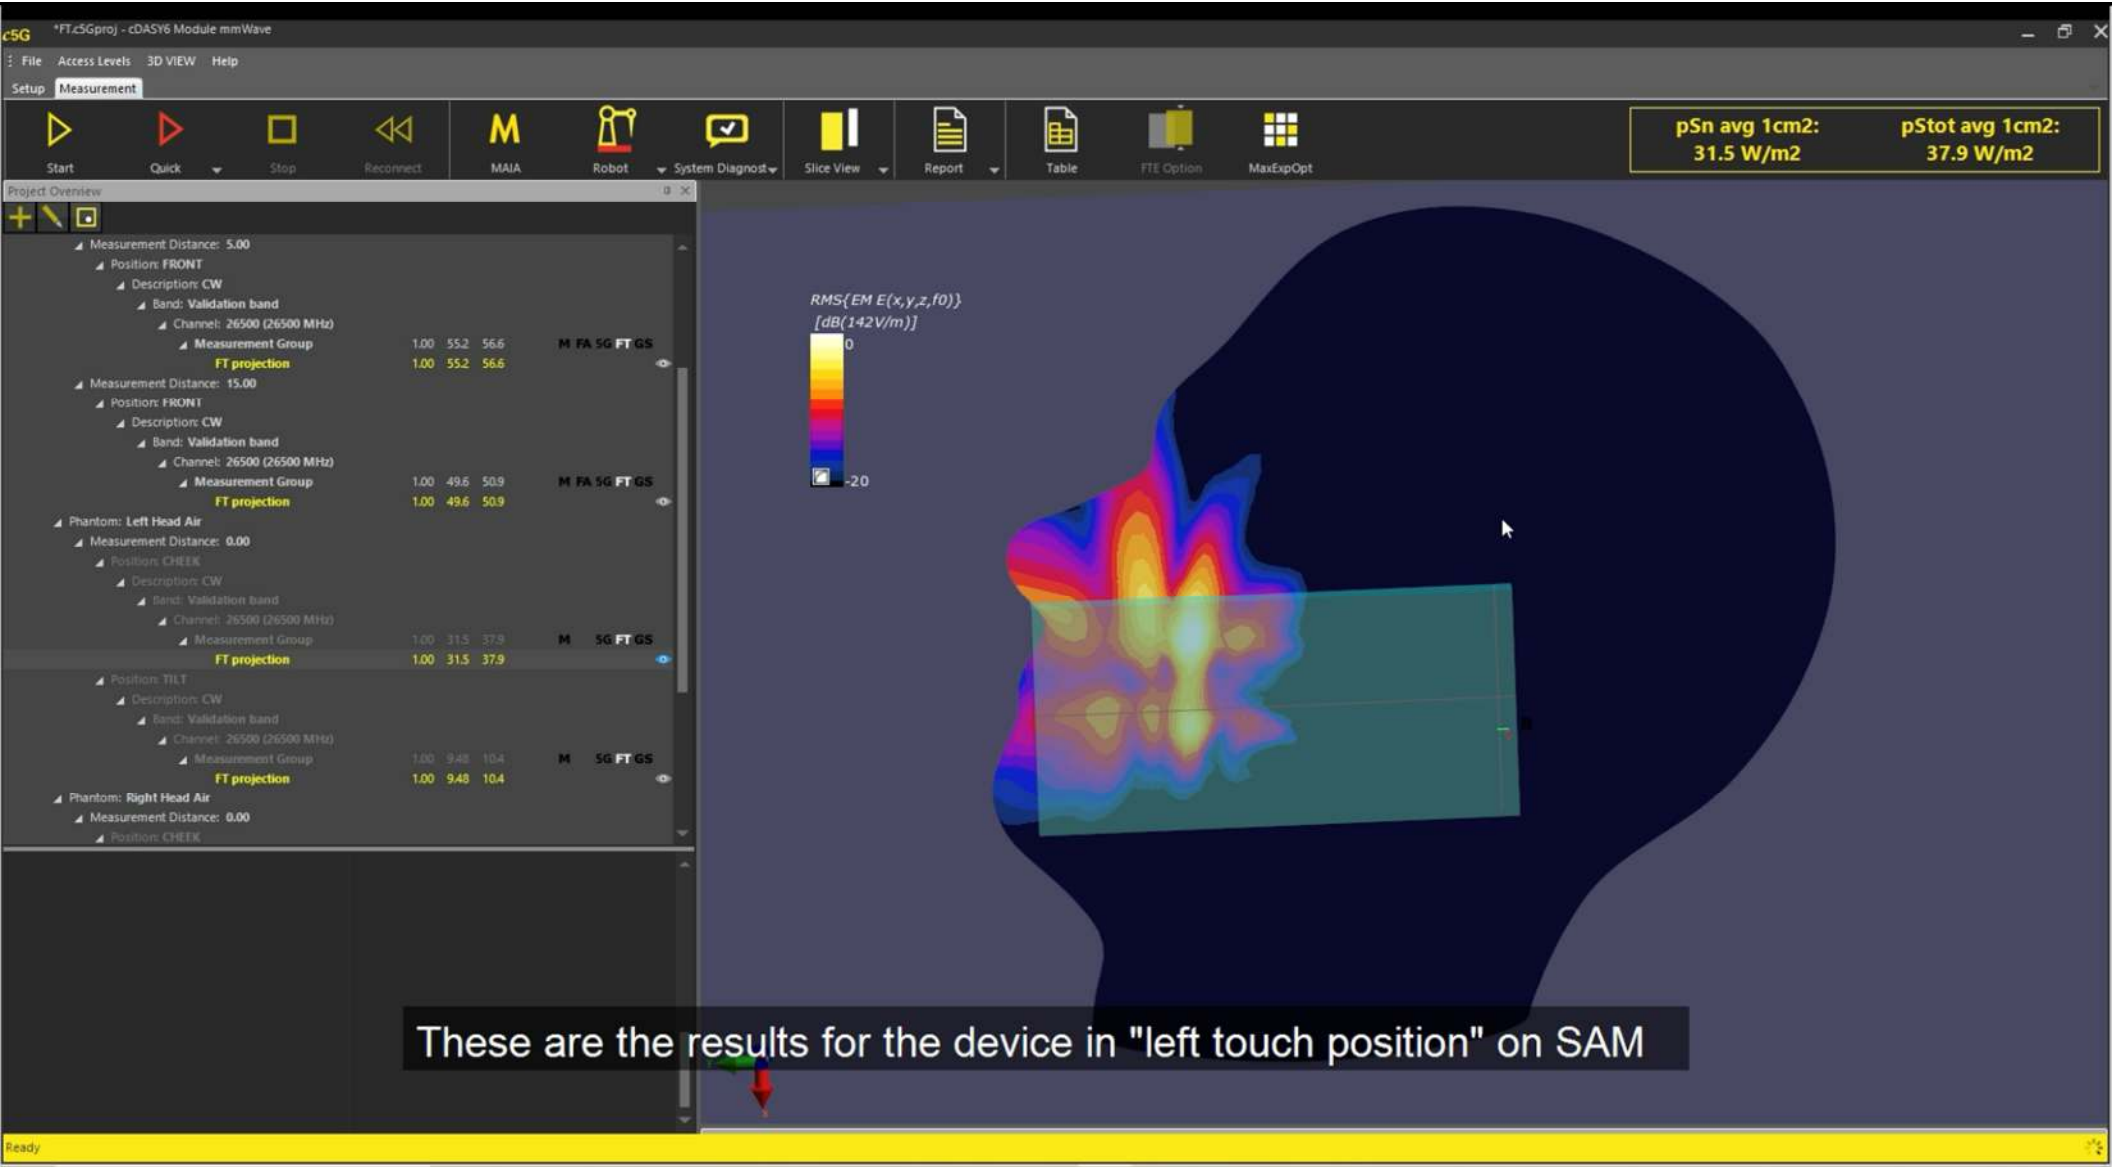 c5G *FT.c5Gproj - cDASY6 Module mmWave
File Access Levels 3D VIEW Help
Setup Measurement
Start Quick Stop Reconnect MAIA Robot System Diagnost Slice View Report Table FTE Option MaxExpOpt
pSn avg 1cm2: pStot avg 1cm2:
31.5 W/m2 37.9 W/m2
Project Overview
Measurement Distance: 5.00
Position: FRONT
Description: CW
Band: Validation band
Channel: 26500 (26500 MHz)
Measurement Group 1.00 55.2 56.6 M FA 5G FT GS
FT projection 1.00 55.2 56.6
Measurement Distance: 15.00
Position: FRONT
Description: CW
Band: Validation band
Channel: 26500 (26500 MHz)
Measurement Group 1.00 49.6 50.9 M FA 5G FT GS
FT projection 1.00 49.6 50.9
Phantom: Left Head Air
Measurement Distance: 0.00
Position: CHEEK
Description: CW
Band: Validation band
Channel: 26500 (26500 MHz)
Measurement Group 1.00 31.5 37.9 M 5G FT GS
FT projection 1.00 31.5 37.9
Position: TILT
Description: CW
Band: Validation band
Channel: 26500 (26500 MHz)
Measurement Group 1.00 9.48 10.4 M 5G FT GS
FT projection 1.00 9.48 10.4
Phantom: Right Head Air
Measurement Distance: 0.00
Position: CHEEK
RMS{EM E(x,y,z,f0)}
[dB(142V/m)]
0
-20
These are the results for the device in "left touch position" on SAM
Ready